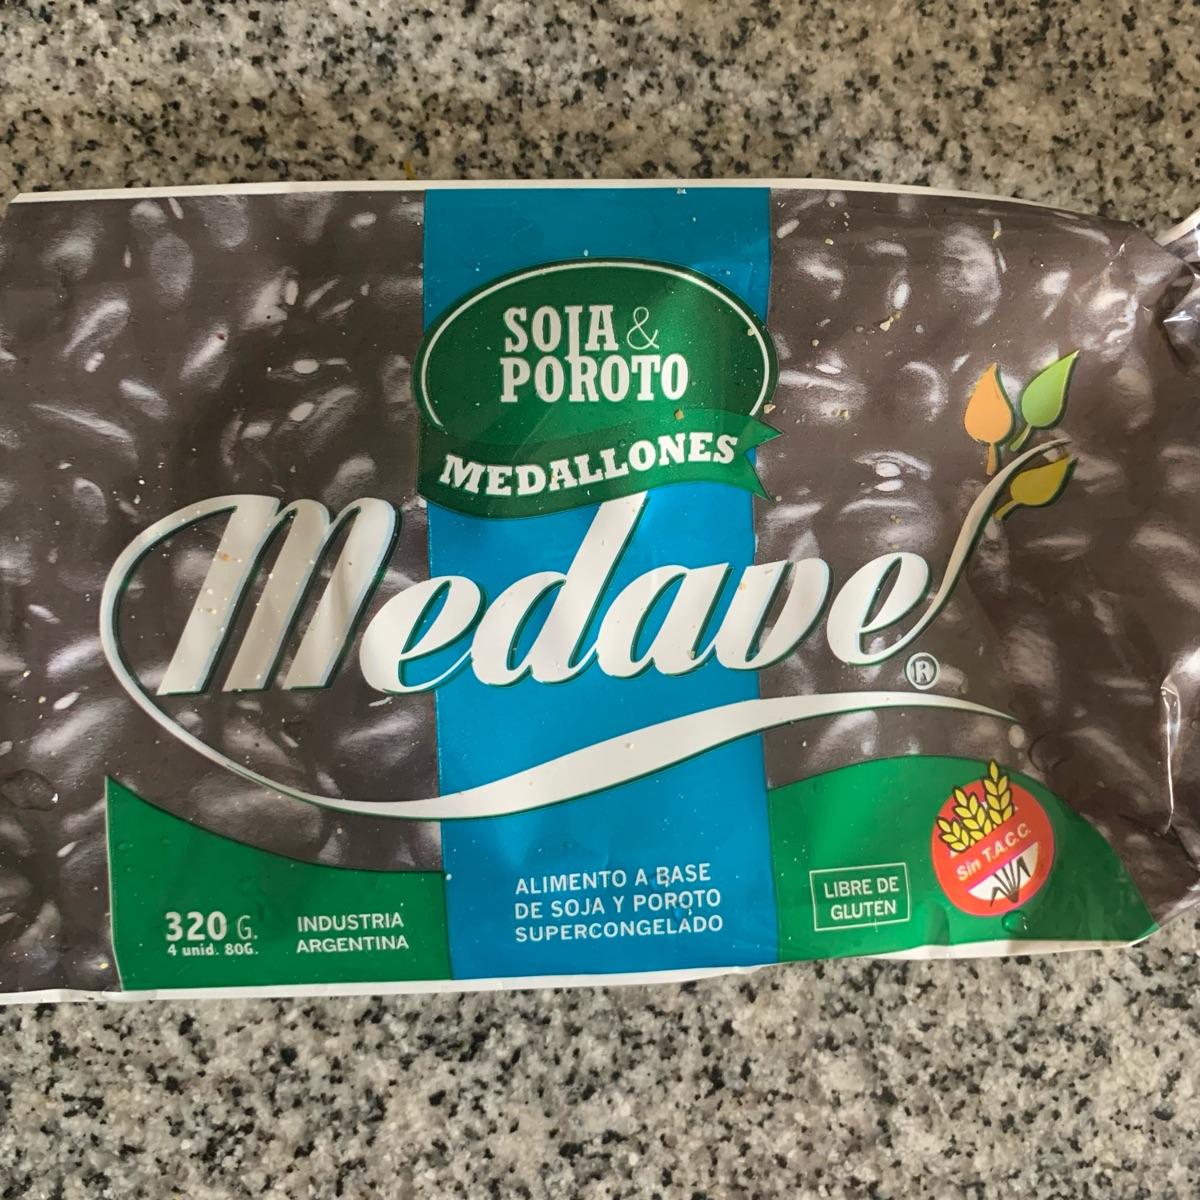 SOJA &
POROTO
MEDALLONES
Medave
®
320 G.
4 unid. 80G.
INDUSTRIA
ARGENTINA
ALIMENTO A BASE
DE SOJA Y POROTO
SUPERCONGELADO
LIBRE DE
GLUTEN
Sin T.A.C.C.